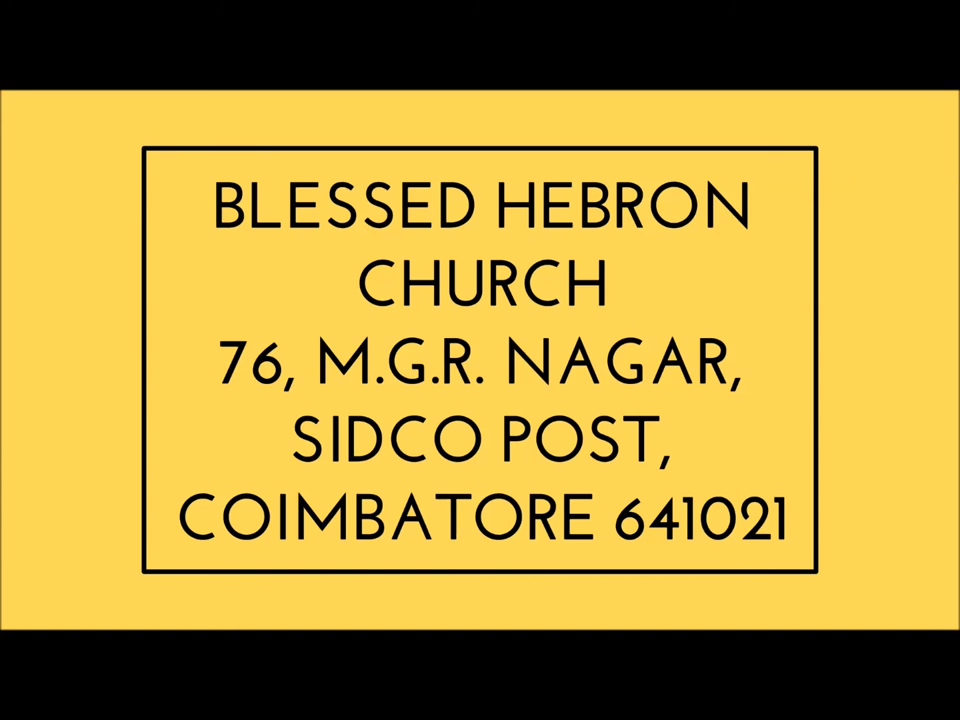 BLESSED HEBRON
CHURCH
76, M.G.R. NAGAR,
SIDCO POST,
COIMBATORE 641021